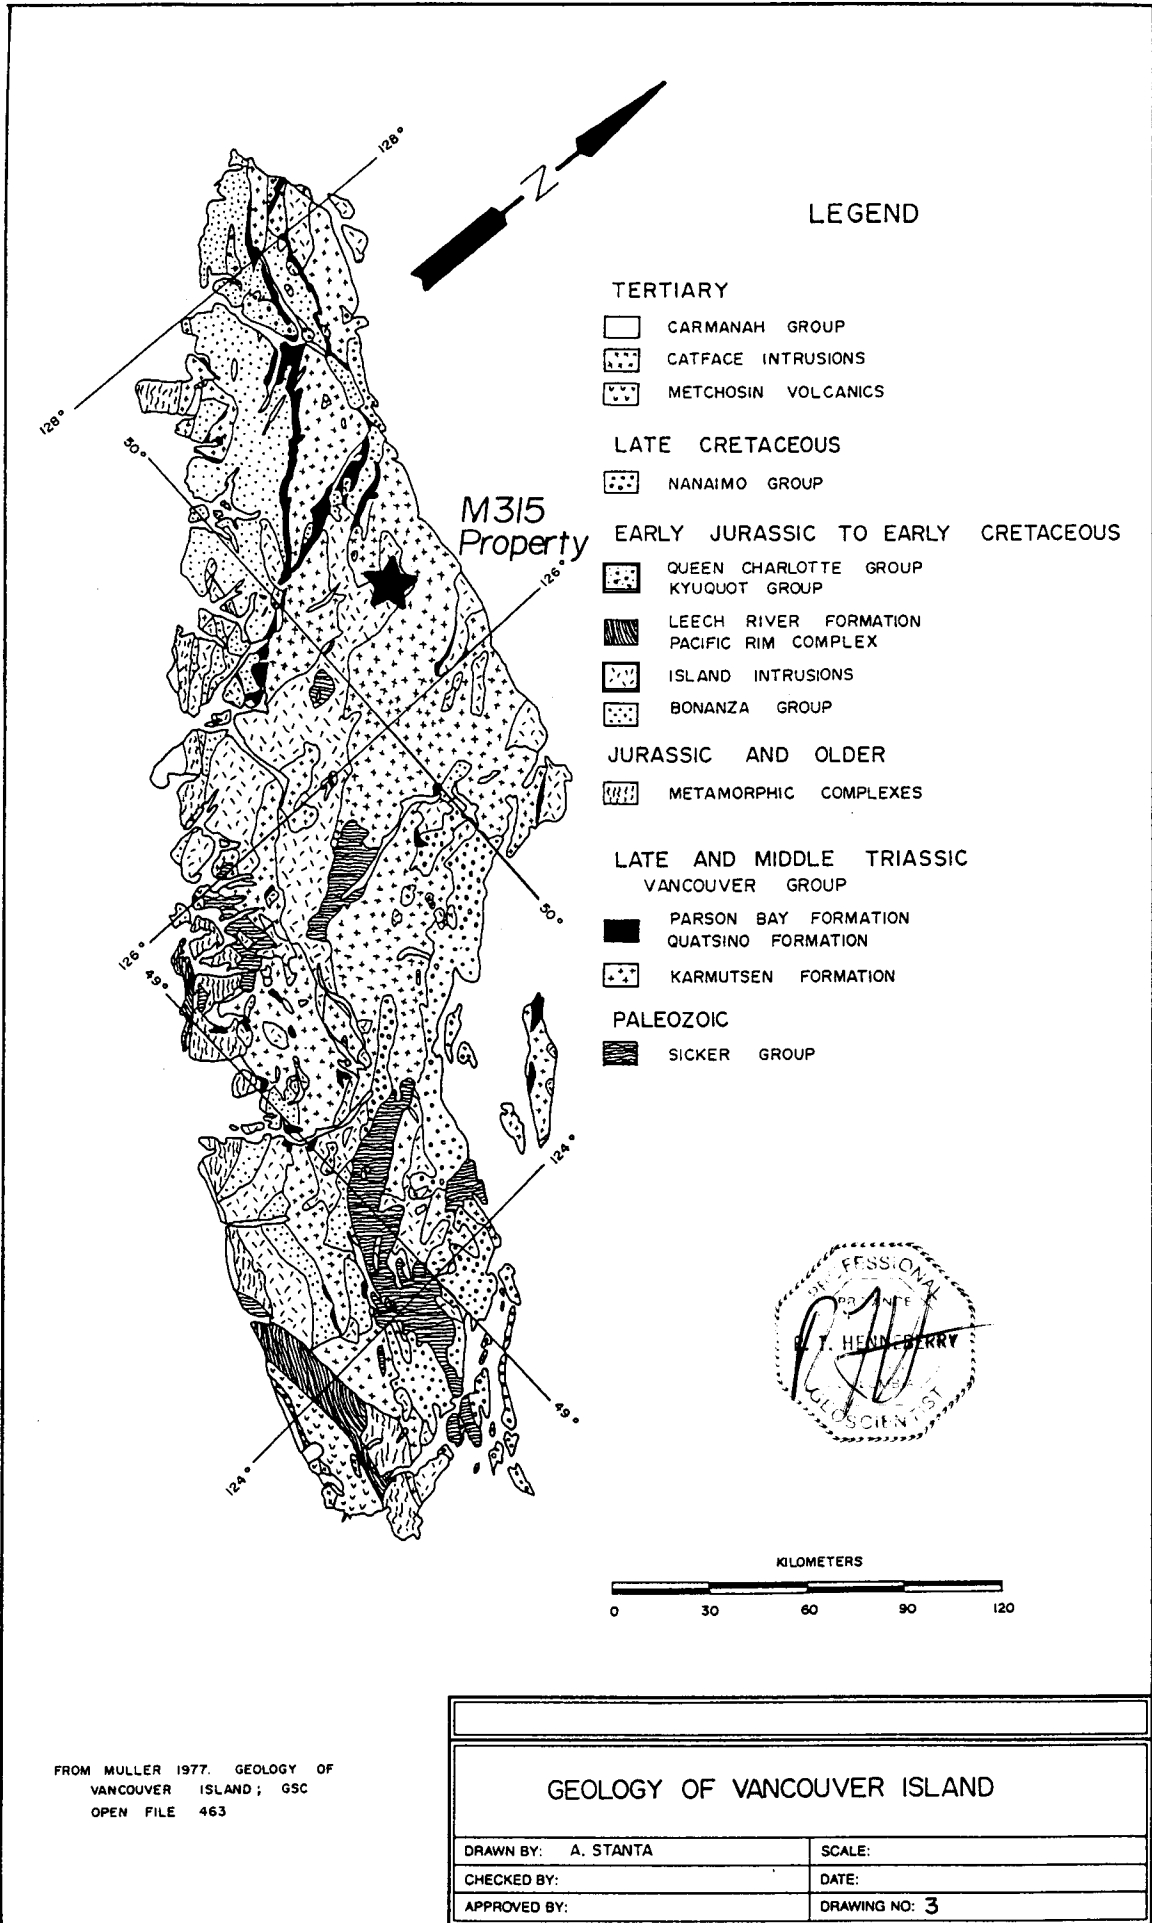 128°
N
LEGEND
TERTIARY
CARMANAH GROUP
CATFACE INTRUSIONS
METCHOSIN VOLCANICS
128°
50°
LATE CRETACEOUS
NANAIMO GROUP
M315
Property
EARLY JURASSIC TO EARLY CRETACEOUS
QUEEN CHARLOTTE GROUP
KYUQUOT GROUP
126°
LEECH RIVER FORMATION
PACIFIC RIM COMPLEX
ISLAND INTRUSIONS
BONANZA GROUP
JURASSIC AND OLDER
METAMORPHIC COMPLEXES
LATE AND MIDDLE TRIASSIC
VANCOUVER GROUP
50°
PARSON BAY FORMATION
QUATSINO FORMATION
126°
49°
KARMUTSEN FORMATION
PALEOZOIC
SICKER GROUP
124°
PROFESSIONAL
PROVINCE
R. T. HENNEBERRY
GEOSCIENTIST
49°
124°
KILOMETERS
0 30 60 90 120
FROM MULLER 1977. GEOLOGY OF
VANCOUVER ISLAND; GSC
OPEN FILE 463
GEOLOGY OF VANCOUVER ISLAND
DRAWN BY: A. STANTA
SCALE:
CHECKED BY:
DATE:
APPROVED BY:
DRAWING NO: 3